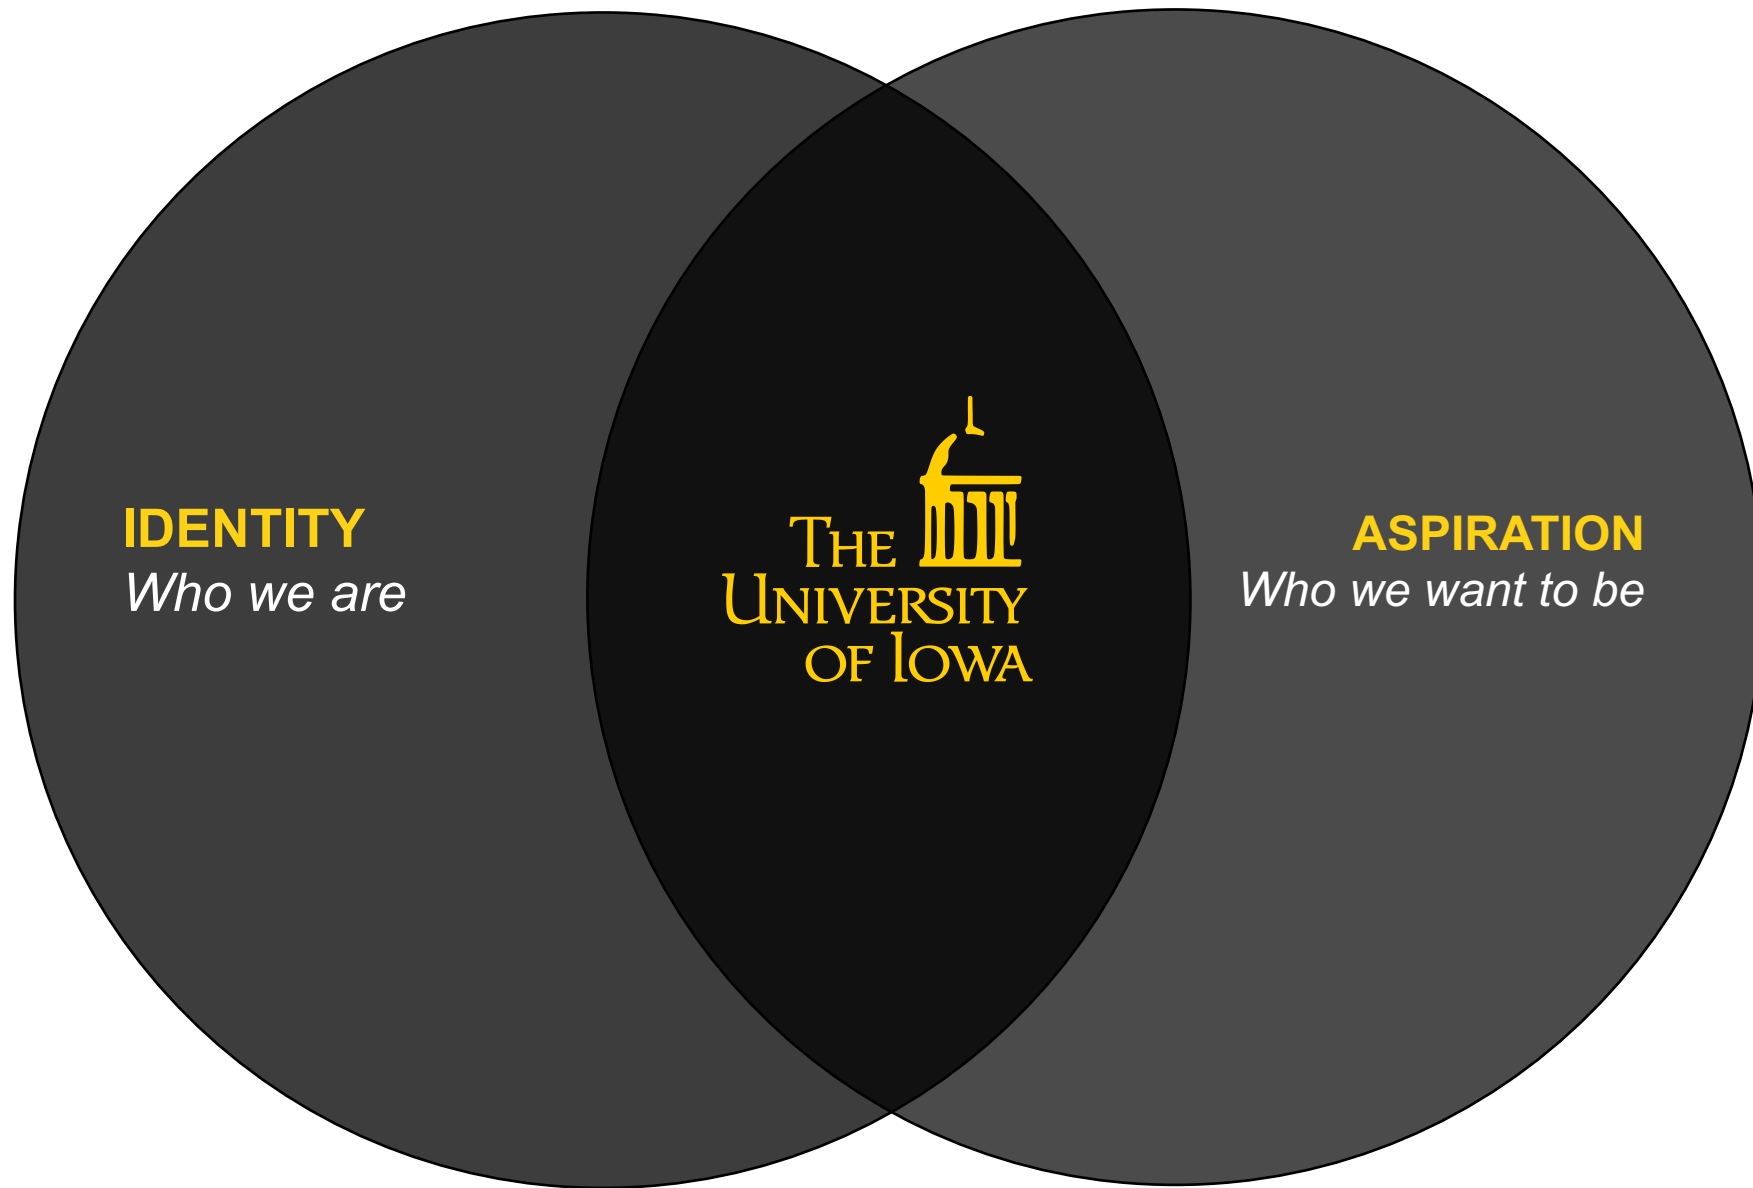 IDENTITY
Who we are
THE
UNIVERSITY
OF IOWA
ASPIRATION
Who we want to be